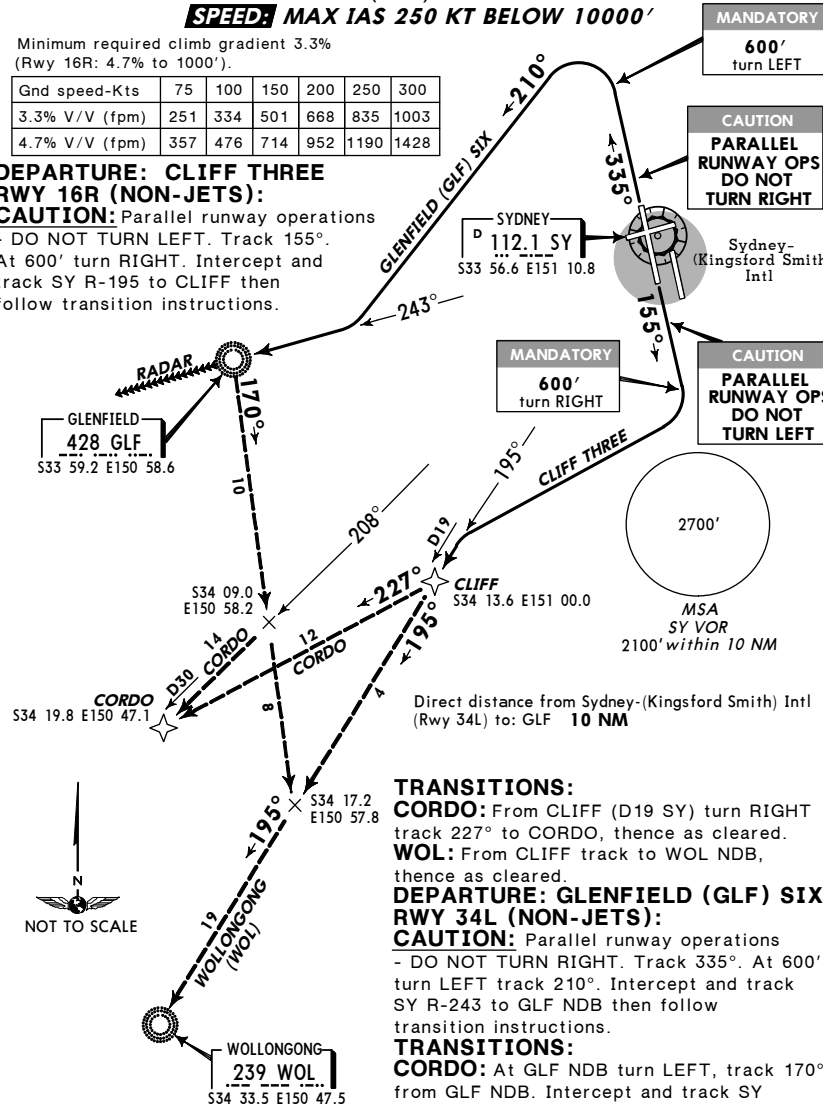 SPEED: MAX IAS 250 KT BELOW 10000′
Minimum required climb gradient 3.3%
(Rwy 16R: 4.7% to 1000′).
Gnd speed-Kts 75 100 150 200 250 300
3.3% V/V (fpm) 251 334 501 668 835 1003
4.7% V/V (fpm) 357 476 714 952 1190 1428
DEPARTURE: CLIFF THREE
RWY 16R (NON-JETS):
CAUTION: Parallel runway operations
- DO NOT TURN LEFT. Track 155°.
At 600′ turn RIGHT. Intercept and
track SY R-195 to CLIFF then
follow transition instructions.
MANDATORY
600′
turn LEFT
CAUTION
PARALLEL
RUNWAY OPS
DO NOT
TURN RIGHT
210°
GLENFIELD (GLF) SIX
335°
SYDNEY
D 112.1 SY
S33 56.6 E151 10.8
Sydney-
(Kingsford Smith)
Intl
243°
155°
RADAR
170°
GLENFIELD
428 GLF
S33 59.2 E150 58.6
MANDATORY
600′
turn RIGHT
CAUTION
PARALLEL
RUNWAY OPS
DO NOT
TURN LEFT
CLIFF THREE
195°
10
208°
D19
2700′
MSA
SY VOR
2100′ within 10 NM
S34 09.0
E150 58.2
227°
CLIFF
S34 13.6 E151 00.0
195°
14
CORDO
12
CORDO
D30
8
4
CORDO
S34 19.8 E150 47.1
Direct distance from Sydney-(Kingsford Smith) Intl
(Rwy 34L) to: GLF 10 NM
S34 17.2
E150 57.8
195°
19
WOLLONGONG
(WOL)
N
NOT TO SCALE
WOLLONGONG
239 WOL
S34 33.5 E150 47.5
TRANSITIONS:
CORDO: From CLIFF (D19 SY) turn RIGHT
track 227° to CORDO, thence as cleared.
WOL: From CLIFF track to WOL NDB,
thence as cleared.
DEPARTURE: GLENFIELD (GLF) SIX
RWY 34L (NON-JETS):
CAUTION: Parallel runway operations
- DO NOT TURN RIGHT. Track 335°. At 600′
turn LEFT track 210°. Intercept and track
SY R-243 to GLF NDB then follow
transition instructions.
TRANSITIONS:
CORDO: At GLF NDB turn LEFT, track 170°
from GLF NDB. Intercept and track SY